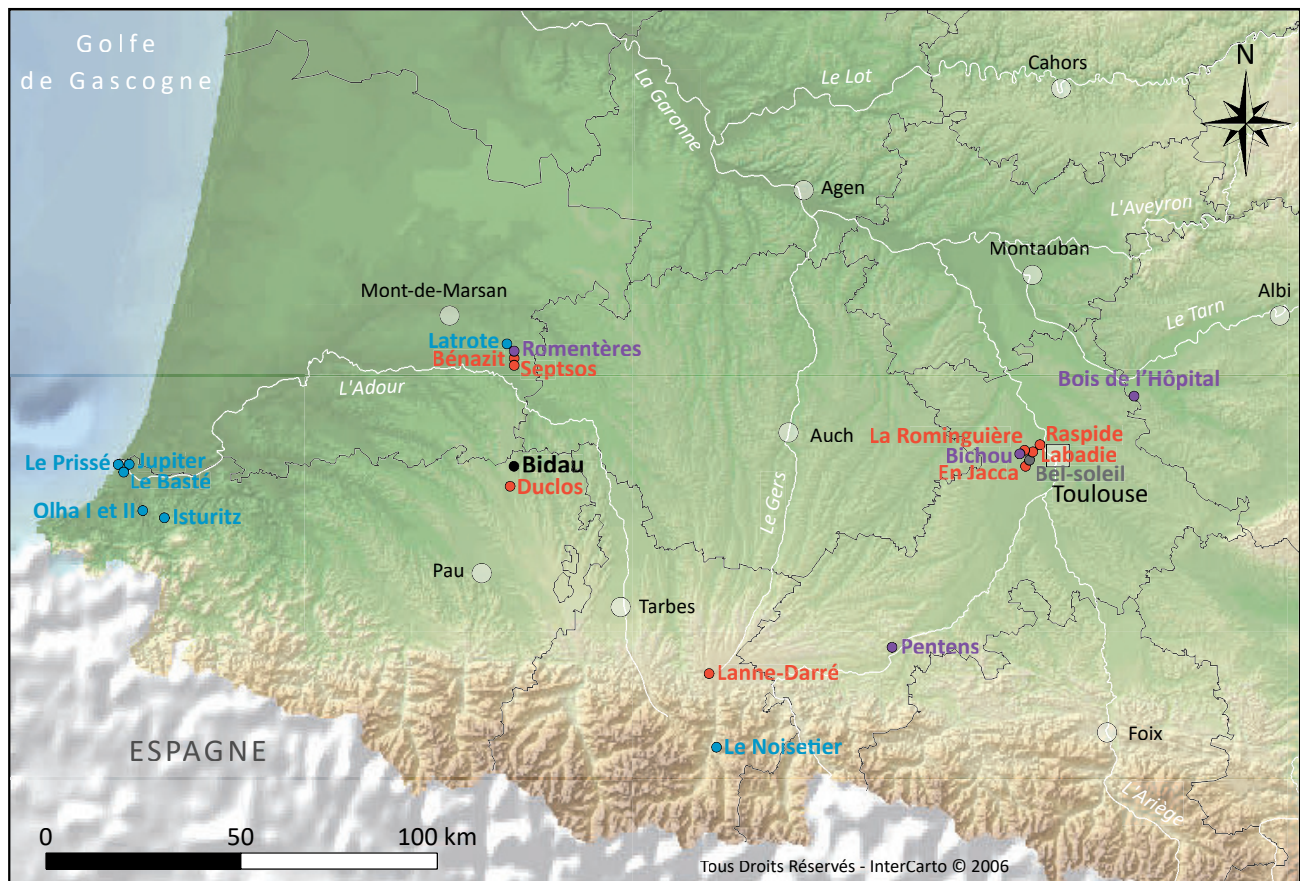 Golfe
de Gascogne
La Garonne
Le Lot
Cahors
N
Agen
L'Aveyron
Montauban
Mont-de-Marsan
Albi
Le Tarn
Latrote
Romentères
Bénazit
Septsos
L'Adour
Bois de l'Hôpital
Auch
La Rominguière
Raspide
Bichou
Labadie
En Jacca
Bel-soleil
Toulouse
Le Prissé
Jupiter
Le Basté
Bidau
Duclos
Olha I et II
Isturitz
Le Gers
Pau
Tarbes
Pentens
Lanne-Darré
Foix
ESPAGNE
Le Noisetier
L'Ariège
0 50 100 km
Tous Droits Réservés - InterCarto © 2006